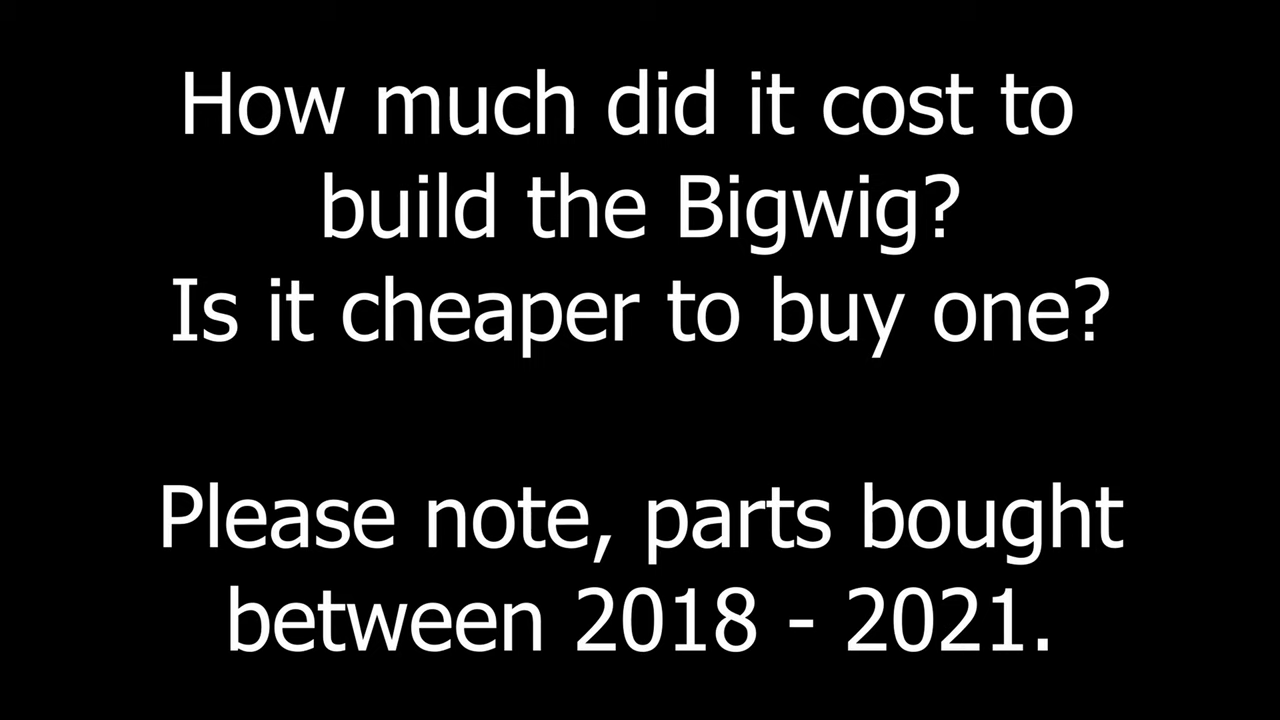 How much did it cost to
build the Bigwig?
Is it cheaper to buy one?
Please note, parts bought
between 2018 - 2021.